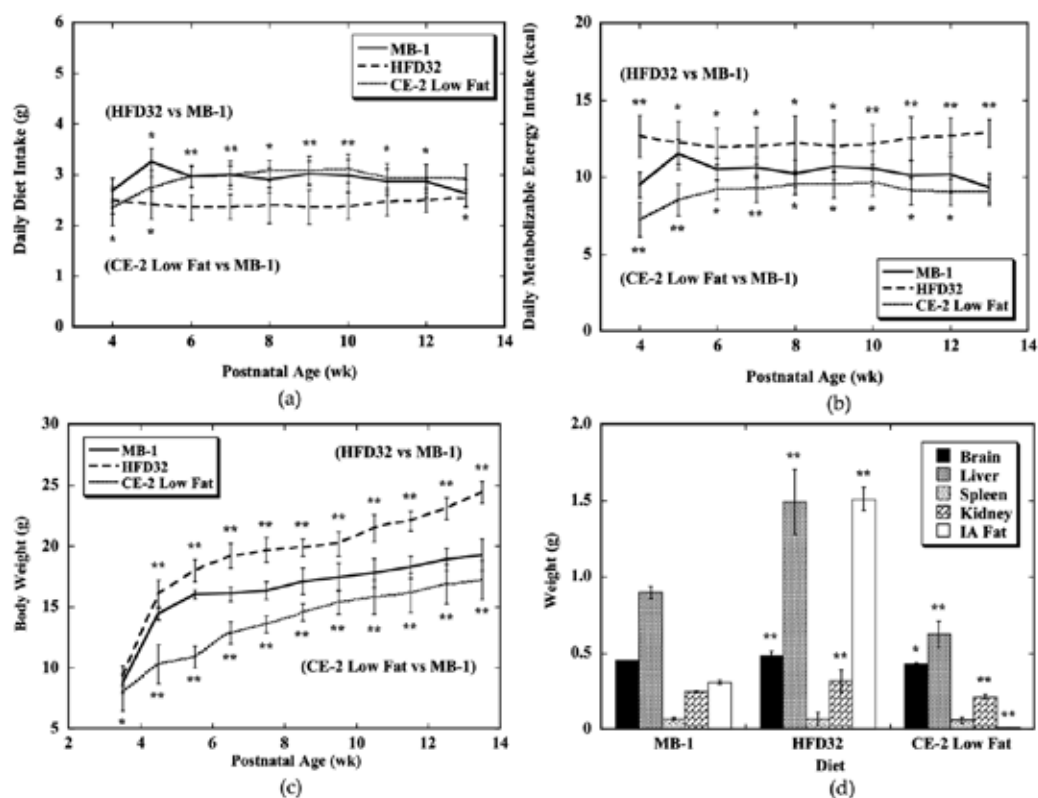 6
5
4
3
2
1
0
Daily Diet Intake (g)
MB-1
HFD32
CE-2 Low Fat
(HFD32 vs MB-1)
* ** ** * ** ** * *
* * *
(CE-2 Low Fat vs MB-1)
2 4 6 8 10 12 14
Postnatal Age (wk)
(a)
20
15
10
5
0
Daily Metabolizable Energy Intake (kcal)
(HFD32 vs MB-1)
** * * * * * ** ** ** **
** ** * ** * * * * *
(CE-2 Low Fat vs MB-1)
MB-1
HFD32
CE-2 Low Fat
2 4 6 8 10 12 14
Postnatal Age (wk)
(b)
30
25
20
15
10
5
Body Weight (g)
MB-1
HFD32
CE-2 Low Fat
(HFD32 vs MB-1)
** ** ** ** ** ** ** ** ** **
(CE-2 Low Fat vs MB-1)
* ** ** ** ** ** ** ** ** ** **
2 4 6 8 10 12 14
Postnatal Age (wk)
(c)
2.0
1.5
1.0
0.5
0
Weight (g)
Brain
Liver
Spleen
Kidney
IA Fat
** ** ** **
* ** ** **
MB-1 HFD32 CE-2 Low Fat
Diet
(d)